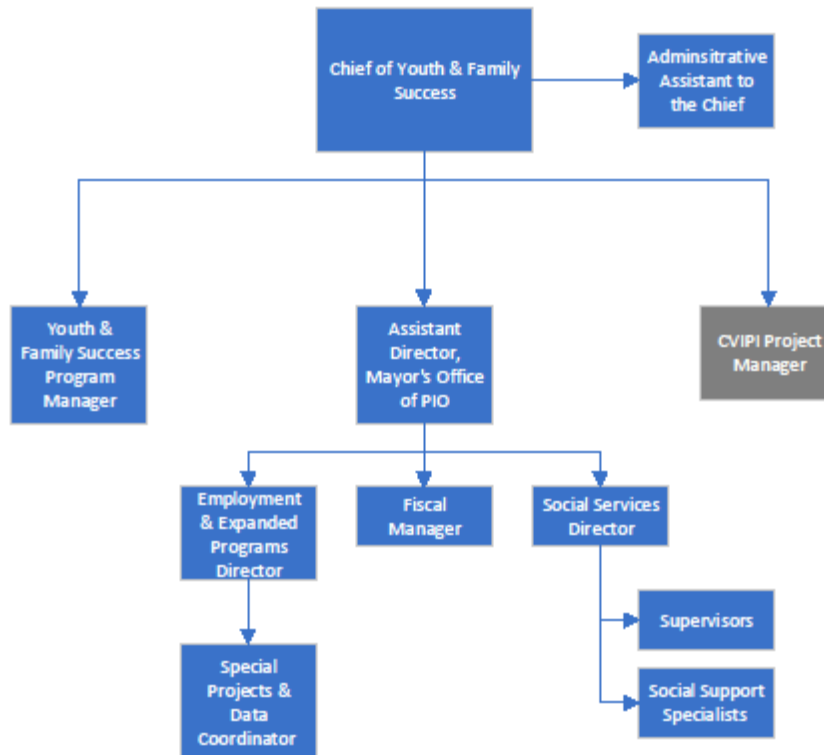 Chief of Youth & Family
Success
Adminsitrative
Assistant to
the Chief
Youth &
Family Success
Program
Manager
Assistant
Director,
Mayor's Office
of PIO
CVIPI Project
Manager
Employment
& Expanded
Programs
Director
Fiscal
Manager
Social Services
Director
Supervisors
Special
Projects &
Data
Coordinator
Social Support
Specialists